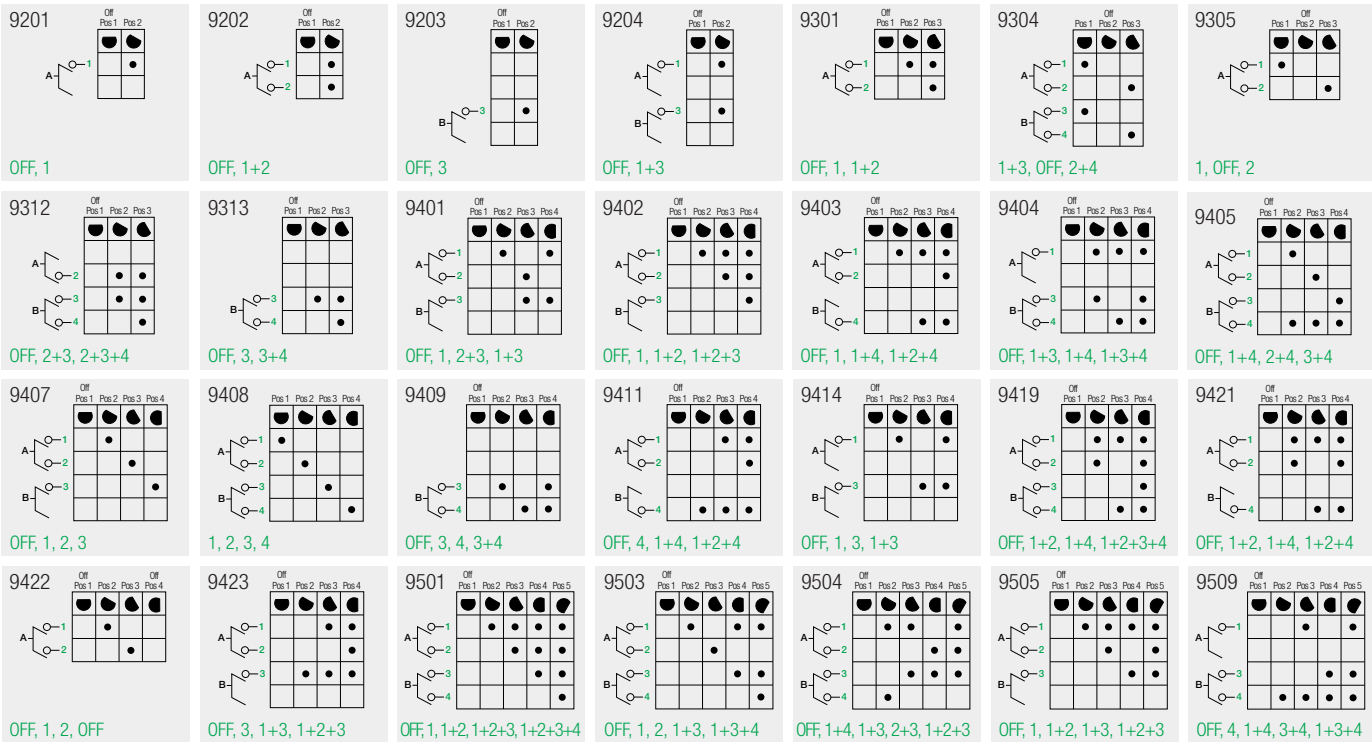 9201
Off
Pos 1 Pos 2
A
1
OFF, 1
9202
Off
Pos 1 Pos 2
A
1
2
OFF, 1+2
9203
Off
Pos 1 Pos 2
B
3
OFF, 3
9204
Off
Pos 1 Pos 2
A
1
B
3
OFF, 1+3
9301
Off
Pos 1 Pos 2 Pos 3
A
1
2
OFF, 1, 1+2
9304
Off
Pos 1 Pos 2 Pos 3
A
1
2
B
3
4
1+3, OFF, 2+4
9305
Off
Pos 1 Pos 2 Pos 3
A
1
2
1, OFF, 2
9312
Off
Pos 1 Pos 2 Pos 3
A
2
B
3
4
OFF, 2+3, 2+3+4
9313
Off
Pos 1 Pos 2 Pos 3
B
3
4
OFF, 3, 3+4
9401
Off
Pos 1 Pos 2 Pos 3 Pos 4
A
1
2
B
3
OFF, 1, 2+3, 1+3
9402
Off
Pos 1 Pos 2 Pos 3 Pos 4
A
1
2
B
3
OFF, 1, 1+2, 1+2+3
9403
Off
Pos 1 Pos 2 Pos 3 Pos 4
A
1
2
B
4
OFF, 1, 1+4, 1+2+4
9404
Off
Pos 1 Pos 2 Pos 3 Pos 4
A
1
B
3
4
OFF, 1+3, 1+4, 1+3+4
9405
Off
Pos 1 Pos 2 Pos 3 Pos 4
A
1
2
B
3
4
OFF, 1+4, 2+4, 3+4
9407
Off
Pos 1 Pos 2 Pos 3 Pos 4
A
1
2
B
3
OFF, 1, 2, 3
9408
Pos 1 Pos 2 Pos 3 Pos 4
A
1
2
B
3
4
1, 2, 3, 4
9409
Off
Pos 1 Pos 2 Pos 3 Pos 4
B
3
4
OFF, 3, 4, 3+4
9411
Off
Pos 1 Pos 2 Pos 3 Pos 4
A
1
2
B
4
OFF, 4, 1+4, 1+2+4
9414
Off
Pos 1 Pos 2 Pos 3 Pos 4
A
1
B
3
OFF, 1, 3, 1+3
9419
Off
Pos 1 Pos 2 Pos 3 Pos 4
A
1
2
B
3
4
OFF, 1+2, 1+4, 1+2+3+4
9421
Off
Pos 1 Pos 2 Pos 3 Pos 4
A
1
2
B
4
OFF, 1+2, 1+4, 1+2+4
9422
Off Off
Pos 1 Pos 2 Pos 3 Pos 4
A
1
2
OFF, 1, 2, OFF
9423
Off
Pos 1 Pos 2 Pos 3 Pos 4
A
1
2
B
3
OFF, 3, 1+3, 1+2+3
9501
Off
Pos 1 Pos 2 Pos 3 Pos 4 Pos 5
A
1
2
B
3
4
OFF, 1, 1+2, 1+2+3, 1+2+3+4
9503
Off
Pos 1 Pos 2 Pos 3 Pos 4 Pos 5
A
1
2
B
3
4
OFF, 1, 2, 1+3, 1+3+4
9504
Off
Pos 1 Pos 2 Pos 3 Pos 4 Pos 5
A
1
2
B
3
4
OFF, 1+4, 1+3, 2+3, 1+2+3
9505
Off
Pos 1 Pos 2 Pos 3 Pos 4 Pos 5
A
1
2
B
3
OFF, 1, 1+2, 1+3, 1+2+3
9509
Off
Pos 1 Pos 2 Pos 3 Pos 4 Pos 5
A
1
B
3
4
OFF, 4, 1+4, 3+4, 1+3+4